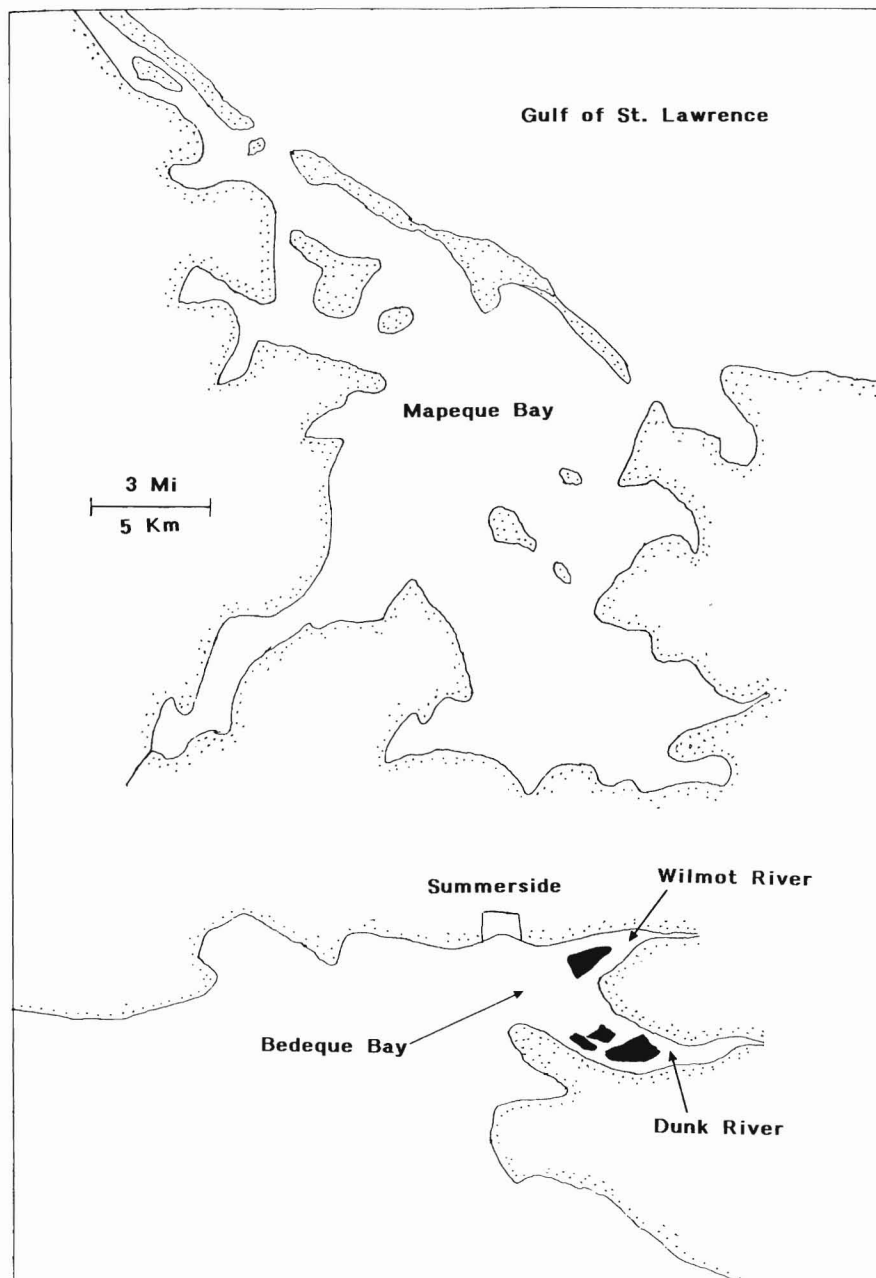 Gulf of St. Lawrence
Mapeque Bay
3 Mi
5 Km
Summerside
Wilmot River
Bedeque Bay
Dunk River